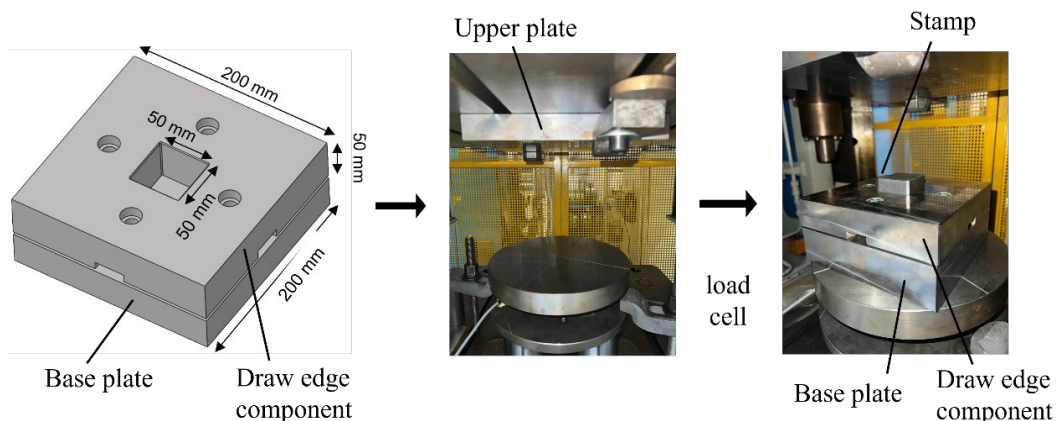 200 mm
50 mm
50 mm
50 mm
200 mm
Base plate
Draw edge
component
Upper plate
load
cell
Stamp
Base plate
Draw edge
component